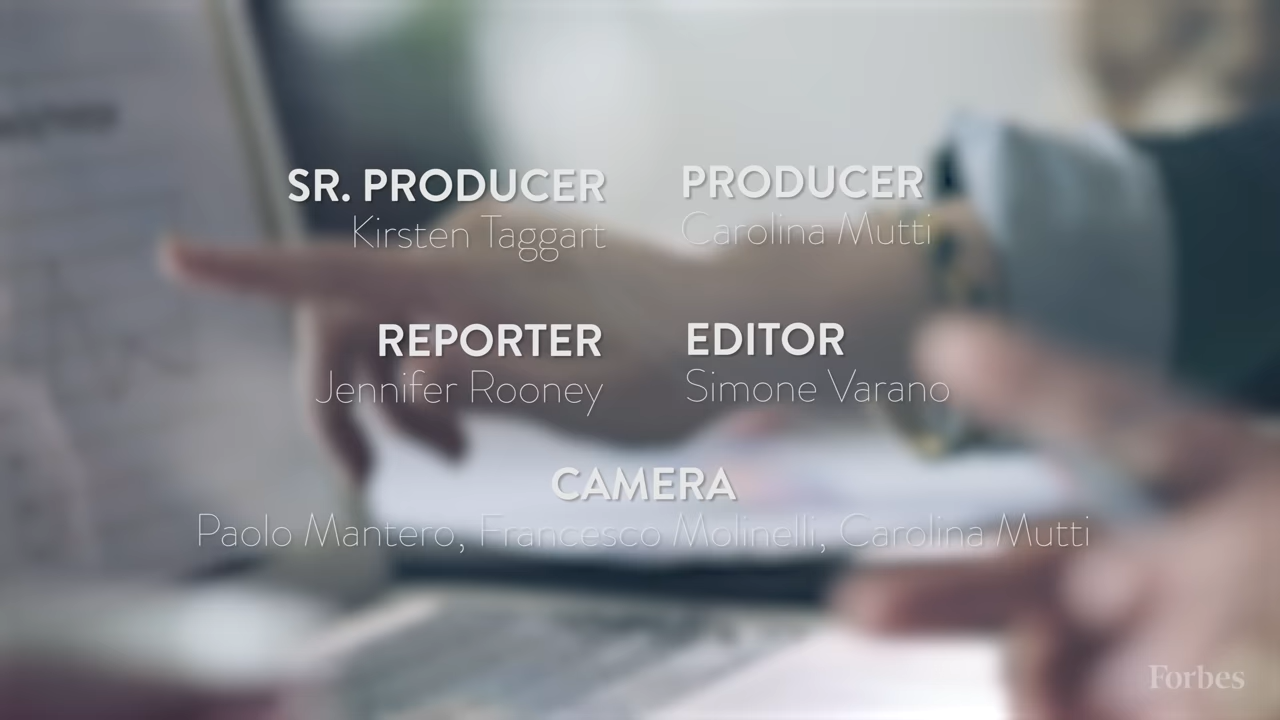 SR. PRODUCER
Kirsten Taggart
PRODUCER
Carolina Mutti
REPORTER
Jennifer Rooney
EDITOR
Simone Varano
CAMERA
Paolo Mantero, Francesco Molinelli, Carolina Mutti
Forbes